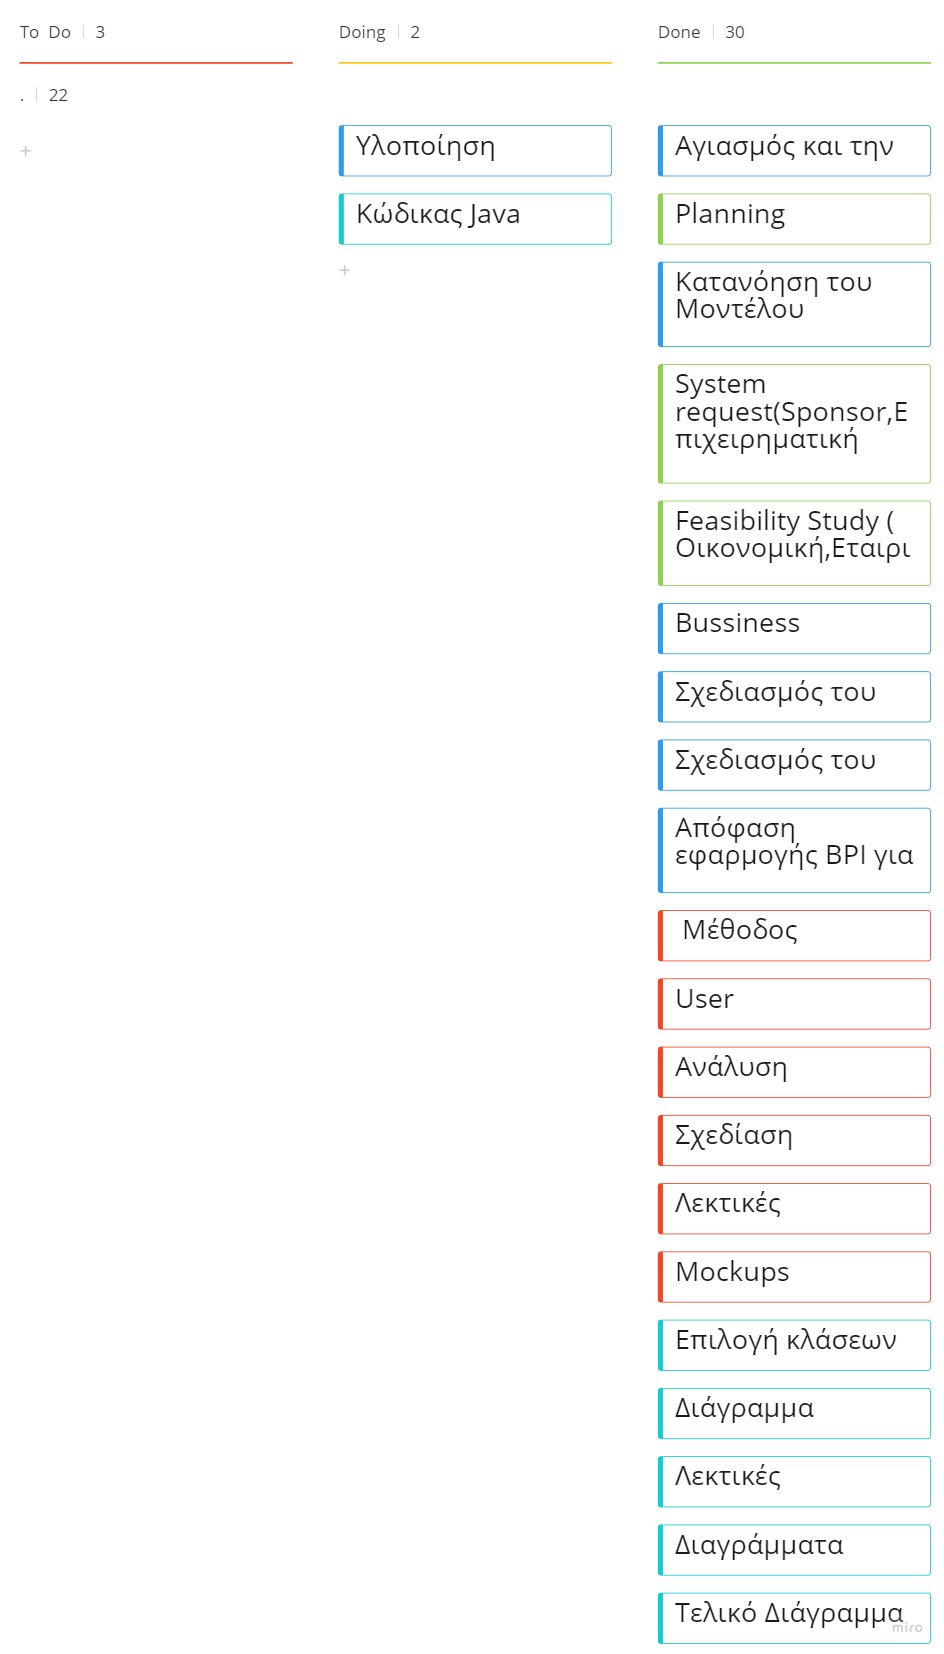 To Do | 3
Doing | 2
Done | 30
. | 22
+
Υλοποίηση
Κώδικας Java
+
Αγιασμός και την
Planning
Κατανόηση του
Μοντέλου
System
request(Sponsor,Ε
πιχειρηματική
Feasibility Study (
Οικονομική,Εταιρι
Bussiness
Σχεδιασμός του
Σχεδιασμός του
Απόφαση
εφαρμογής BPI για
Μέθοδος
User
Ανάλυση
Σχεδίαση
Λεκτικές
Mockups
Επιλογή κλάσεων
Διάγραμμα
Λεκτικές
Διαγράμματα
Τελικό Διάγραμμα
miro